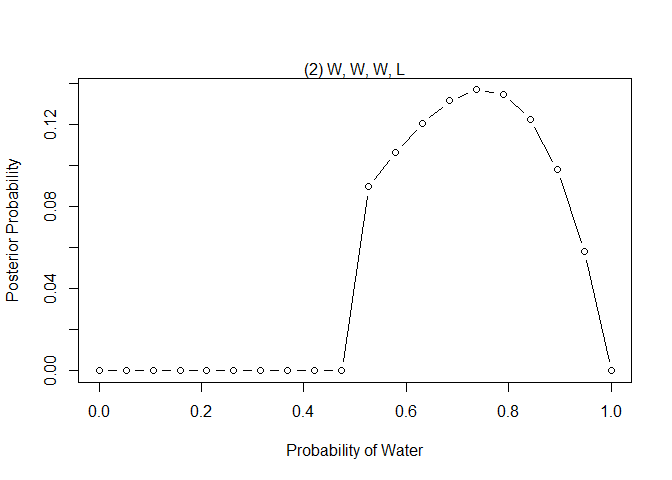 (2) W, W, W, L
Posterior Probability
0.12
0.08
0.04
0.00
0.0 0.2 0.4 0.6 0.8 1.0
Probability of Water